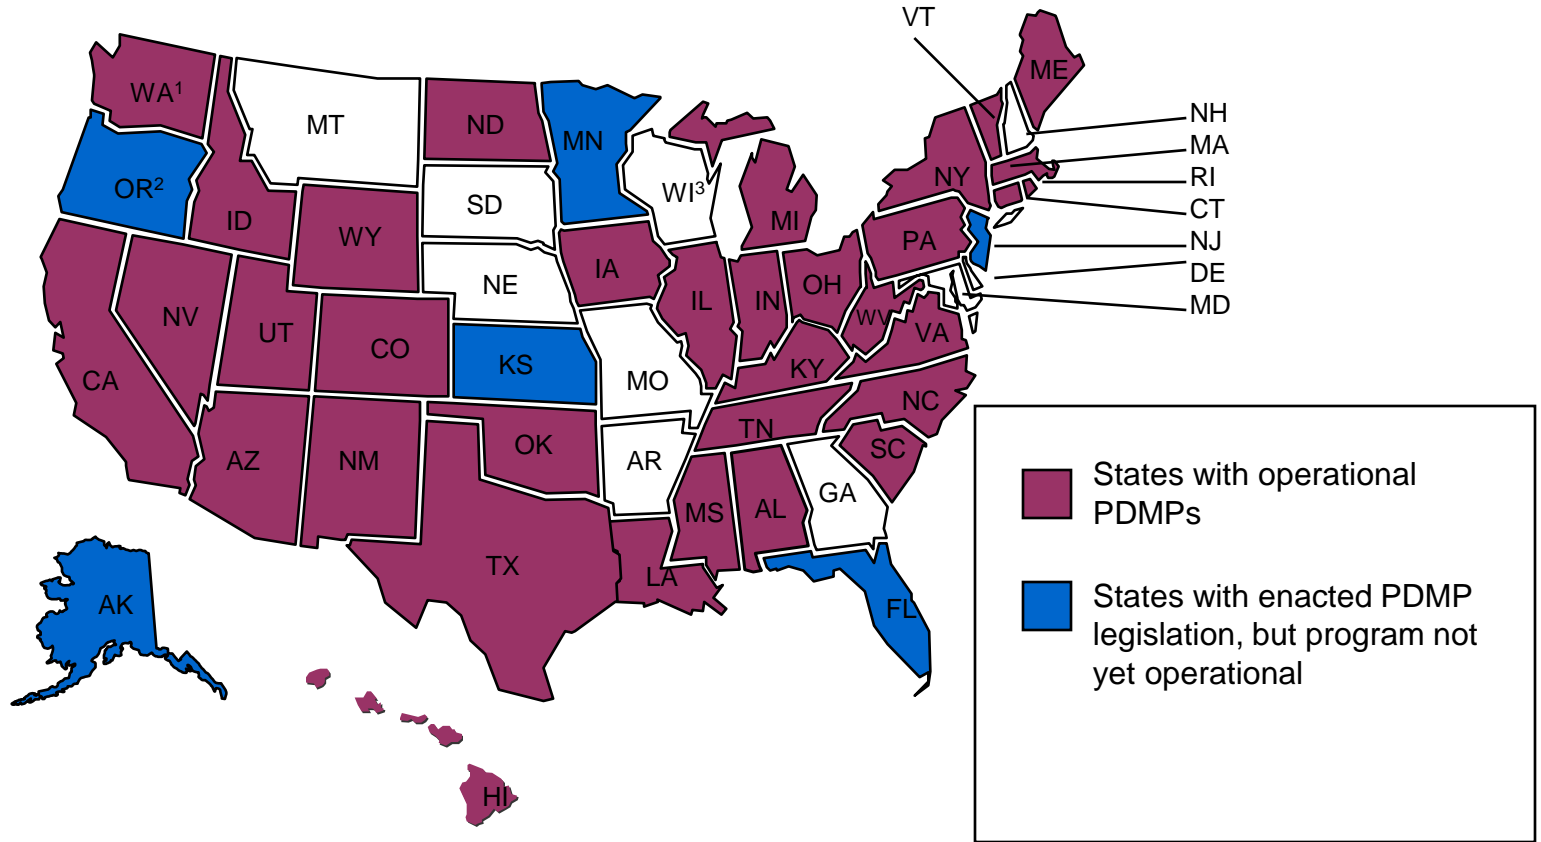 VT
ME
WA¹
MT
ND
MN
NH
MA
OR²
SD
WI³
NY
RI
ID
WY
MI
CT
PA
NJ
IA
DE
NE
OH
MD
NV
UT
CO
IL
IN
WV
VA
CA
KS
MO
KY
NC
AZ
NM
OK
AR
TN
SC
MS
AL
GA
TX
LA
AK
FL
HI
States with operational
PDMPs
States with enacted PDMP
legislation, but program not
yet operational